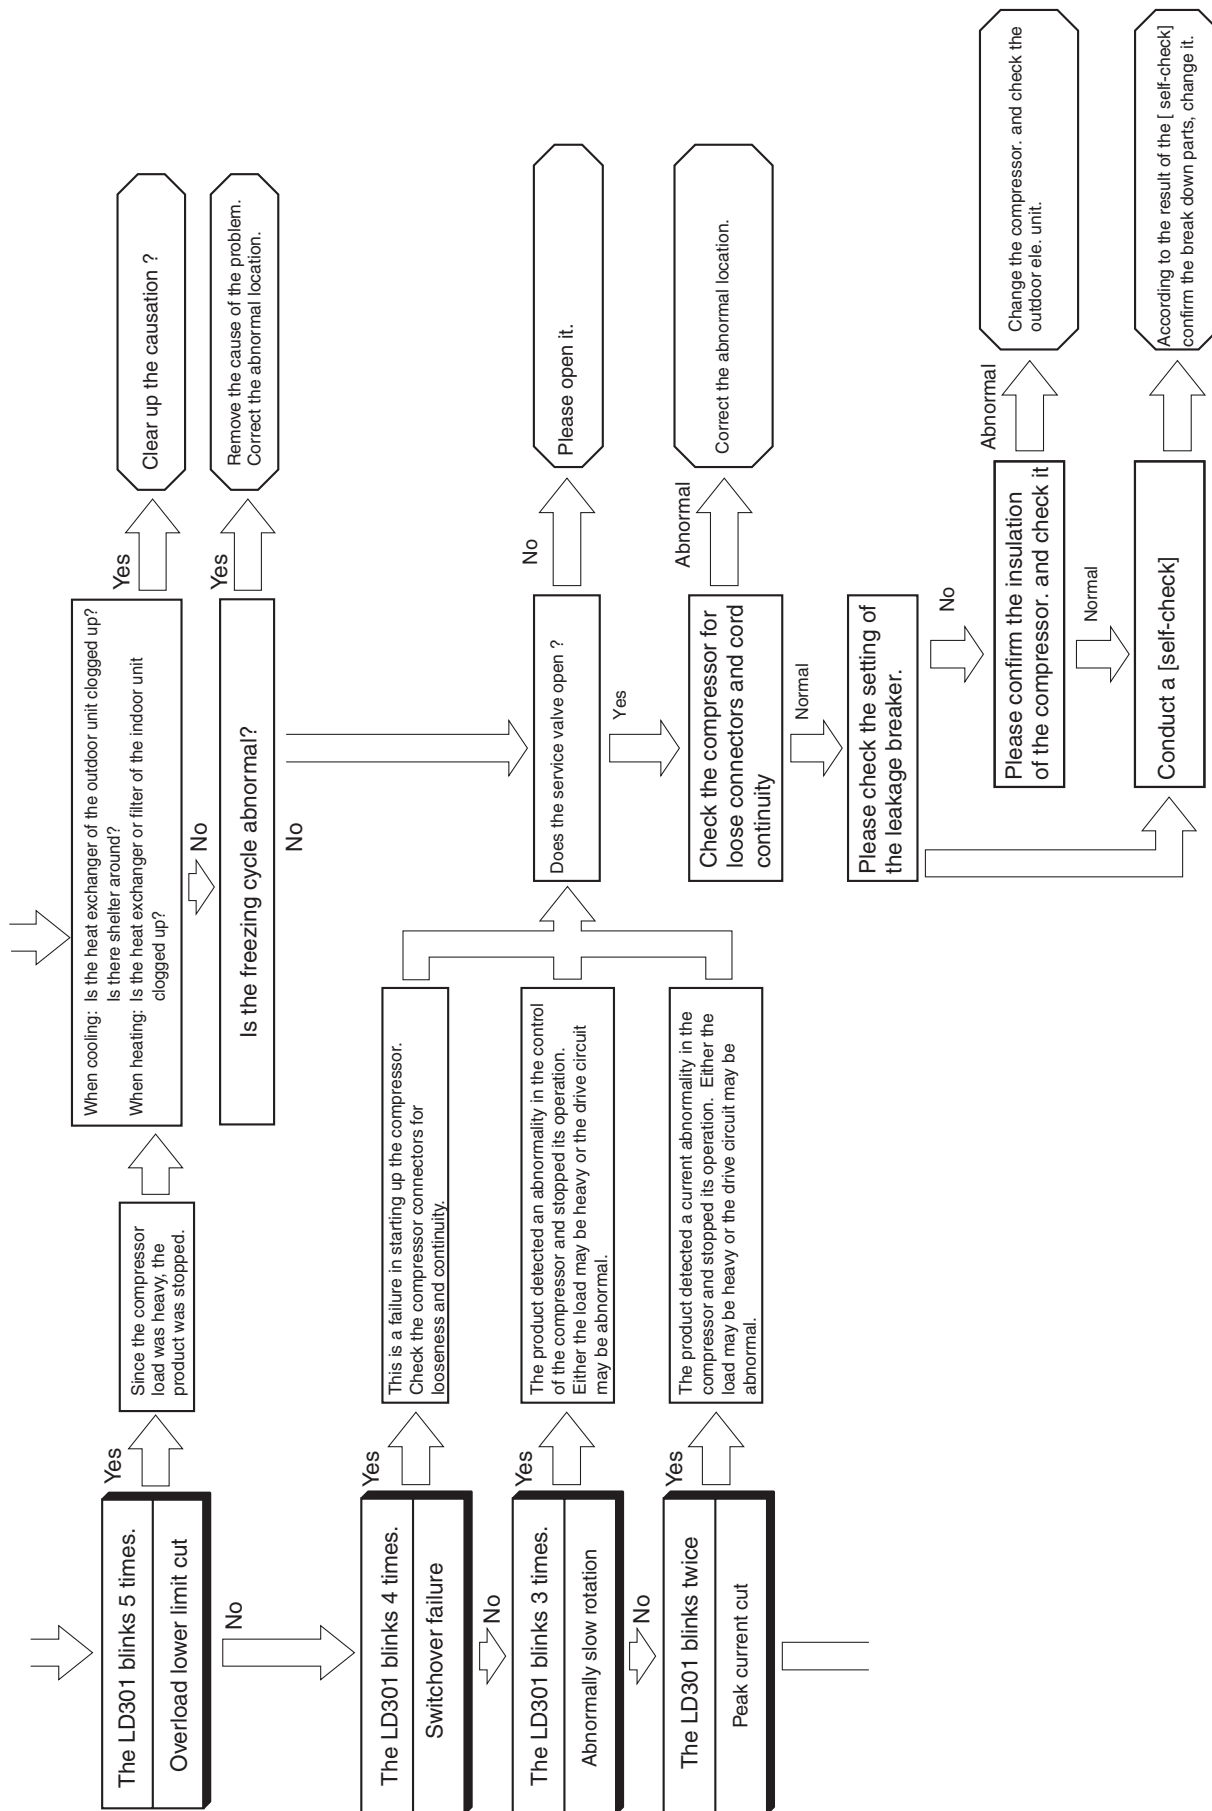 The LD301 blinks 5 times.
Overload lower limit cut
Yes
Since the compressor
load was heavy, the
product was stopped.
When cooling: Is the heat exchanger of the outdoor unit clogged up?
Is there shelter around?
When heating: Is the heat exchanger or filter of the indoor unit
clogged up?
Yes
Clear up the causation ?
No
Is the freezing cycle abnormal?
Yes
Remove the cause of the problem.
Correct the abnormal location.
No
No
The LD301 blinks 4 times.
Switchover failure
Yes
This is a failure in starting up the compressor.
Check the compressor connectors for
looseness and continuity.
No
The LD301 blinks 3 times.
Abnormally slow rotation
Yes
The product detected an abnormality in the control
of the compressor and stopped its operation.
Either the load may be heavy or the drive circuit
may be abnormal.
No
The LD301 blinks twice
Peak current cut
Yes
The product detected a current abnormality in the
compressor and stopped its operation. Either the
load may be heavy or the drive circuit may be
abnormal.
Does the service valve open ?
No
Please open it.
Yes
Check the compressor for
loose connectors and cord
continuity
Abnormal
Correct the abnormal location.
Normal
Please check the setting of
the leakage breaker.
No
Please confirm the insulation
of the compressor. and check it
Abnormal
Change the compressor. and check the
outdoor ele. unit.
Normal
Conduct a [self-check]
According to the result of the [ self-check]
confirm the break down parts, change it.